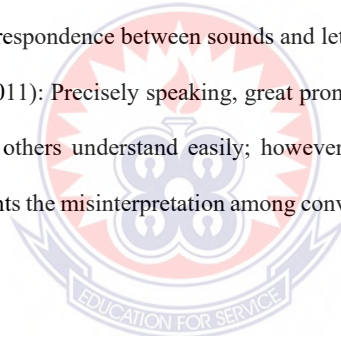 respondence between sounds and let
011): Precisely speaking, great pron
others understand easily; however
nts the misinterpretation among conv
EDUCATION FOR SERVICE